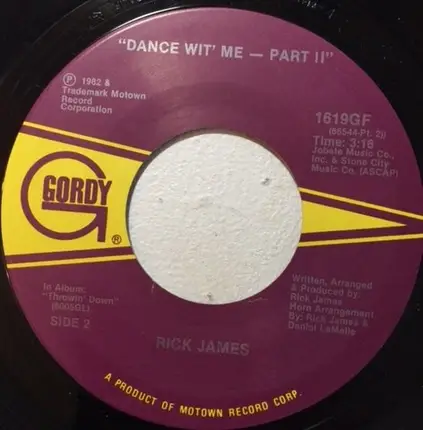 "DANCE WIT' ME — PART II"
Ⓟ 1982 &
Trademark Motown
Record
Corporation
1619GF
(66544-Pt. 2)
Time: 3:16
Jobete Music Co.,
Inc. & Stone City
Music Co. (ASCAP)
GORDY
®
In Album:
"Throwin' Down"
(6005GL)
SIDE 2
Written, Arranged
& Produced by:
Rick James
Horn Arrangement
By: Rick James &
Daniel LeMelle
RICK JAMES
A PRODUCT OF MOTOWN RECORD CORP.